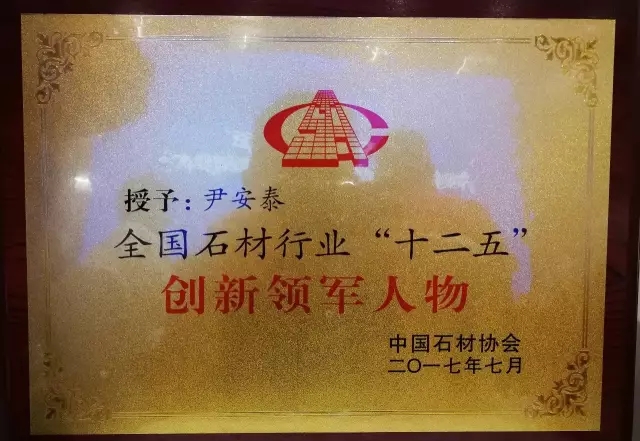 授予：尹安泰
全国石材行业“十二五”
创新领军人物
中国石材协会
二〇一七年七月